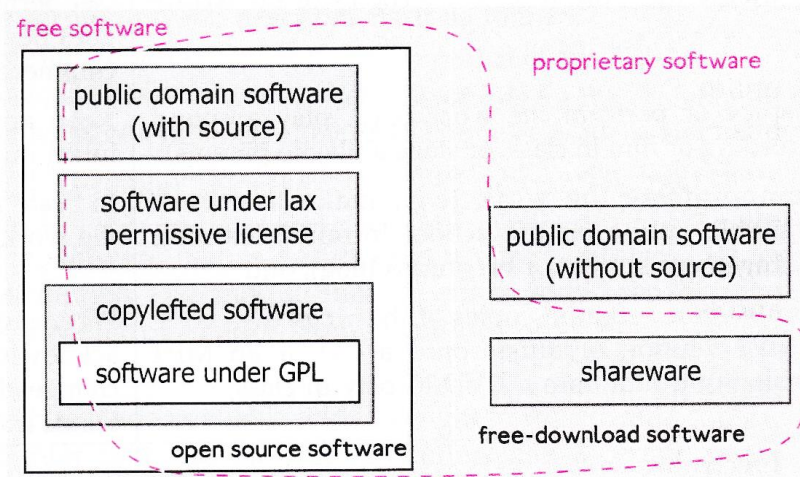 free software
proprietary software
public domain software
(with source)
software under lax
permissive license
public domain software
(without source)
copylefted software
software under GPL
shareware
open source software
free-download software